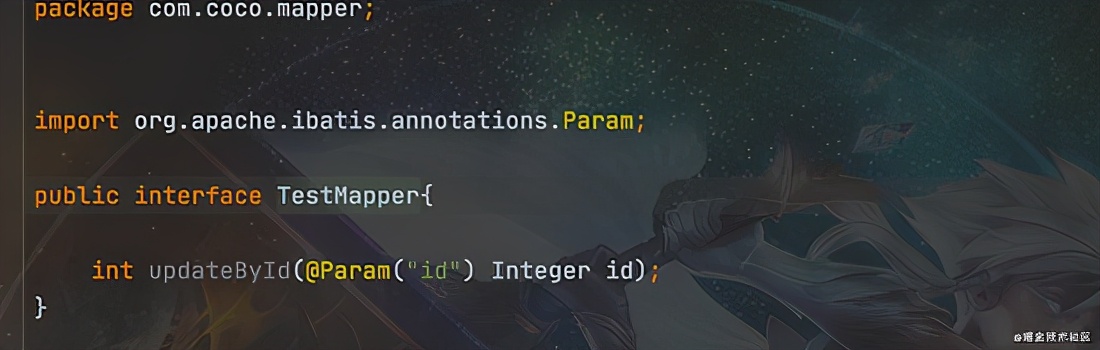 package com.coco.mapper;
import org.apache.ibatis.annotations.Param;
public interface TestMapper{
int updateById(@Param("id") Integer id);
}
@稀土掘金技术社区